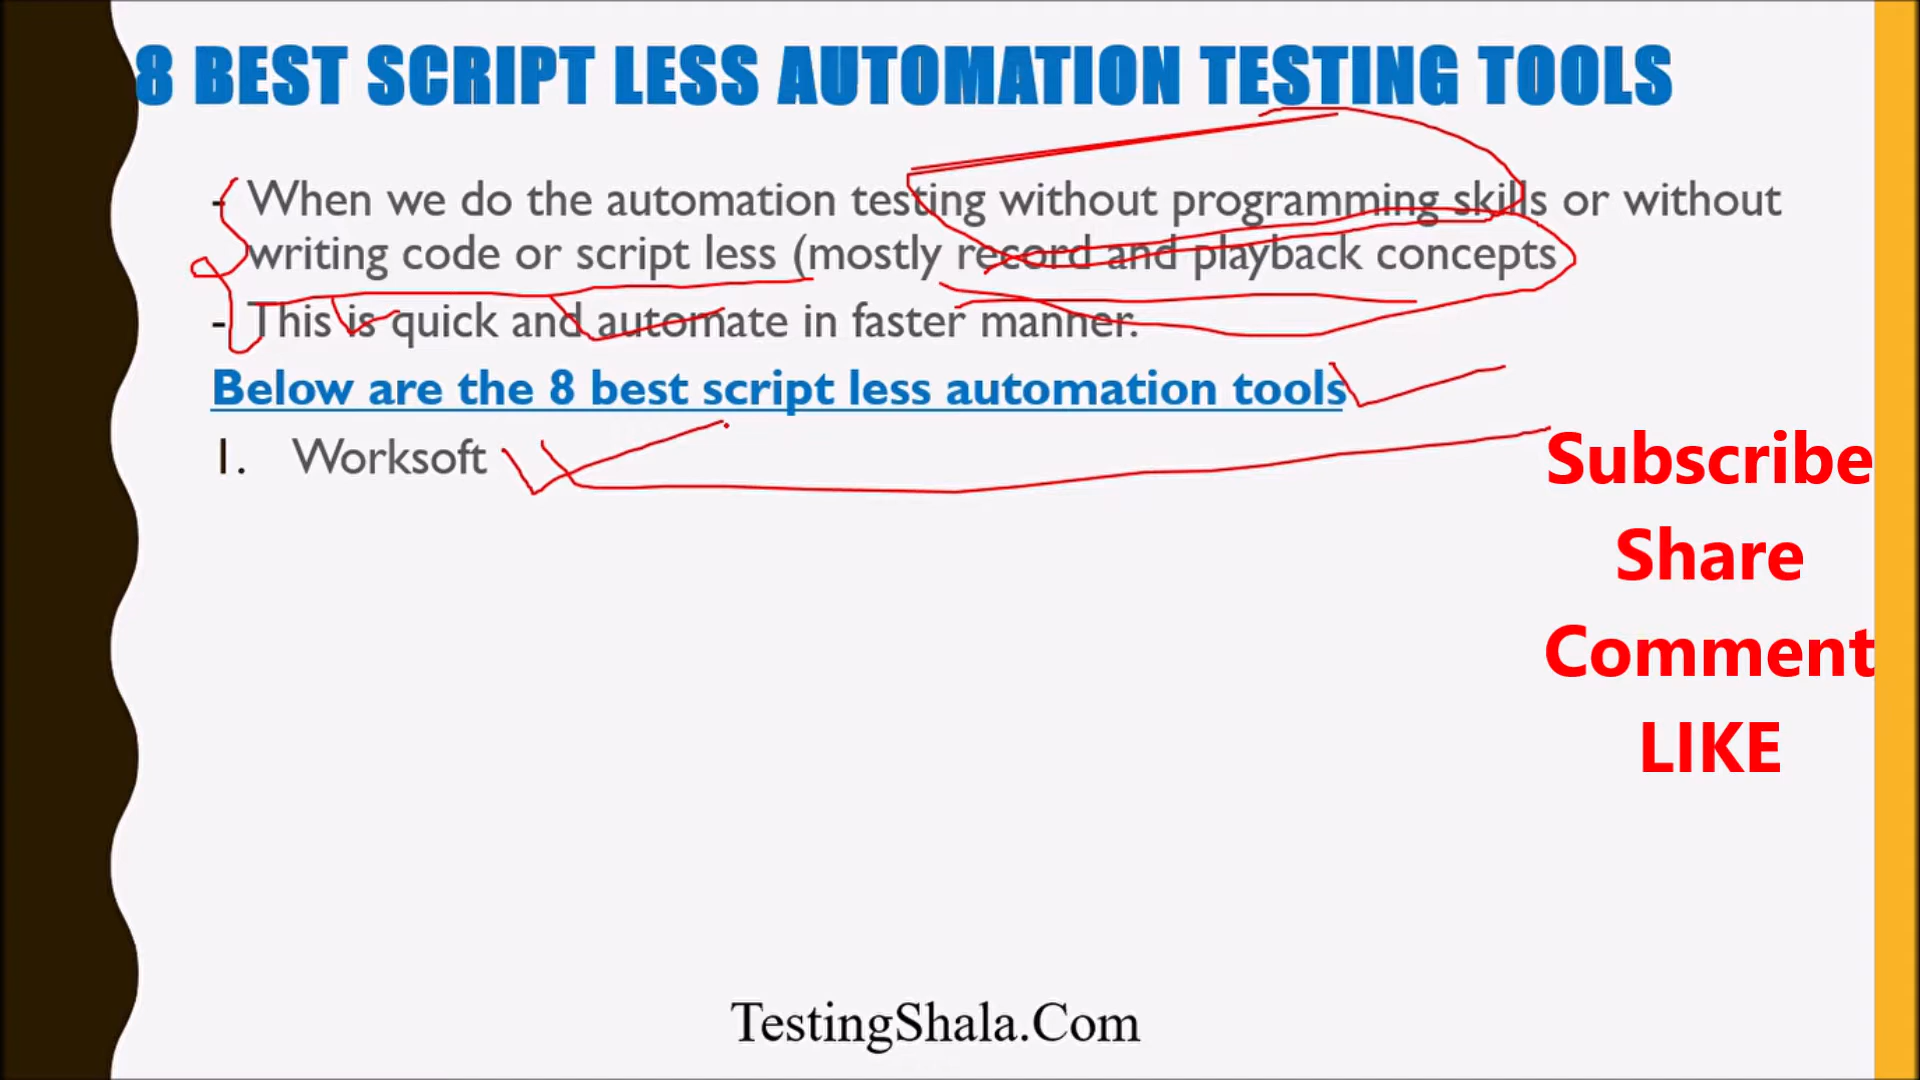 8 BEST SCRIPT LESS AUTOMATION TESTING TOOLS
- When we do the automation testing without programming skills or without
writing code or script less (mostly record and playback concepts
- This is quick and automate in faster manner.
Below are the 8 best script less automation tools
1. Worksoft
Subscribe
Share
Comment
LIKE
TestingShala.Com